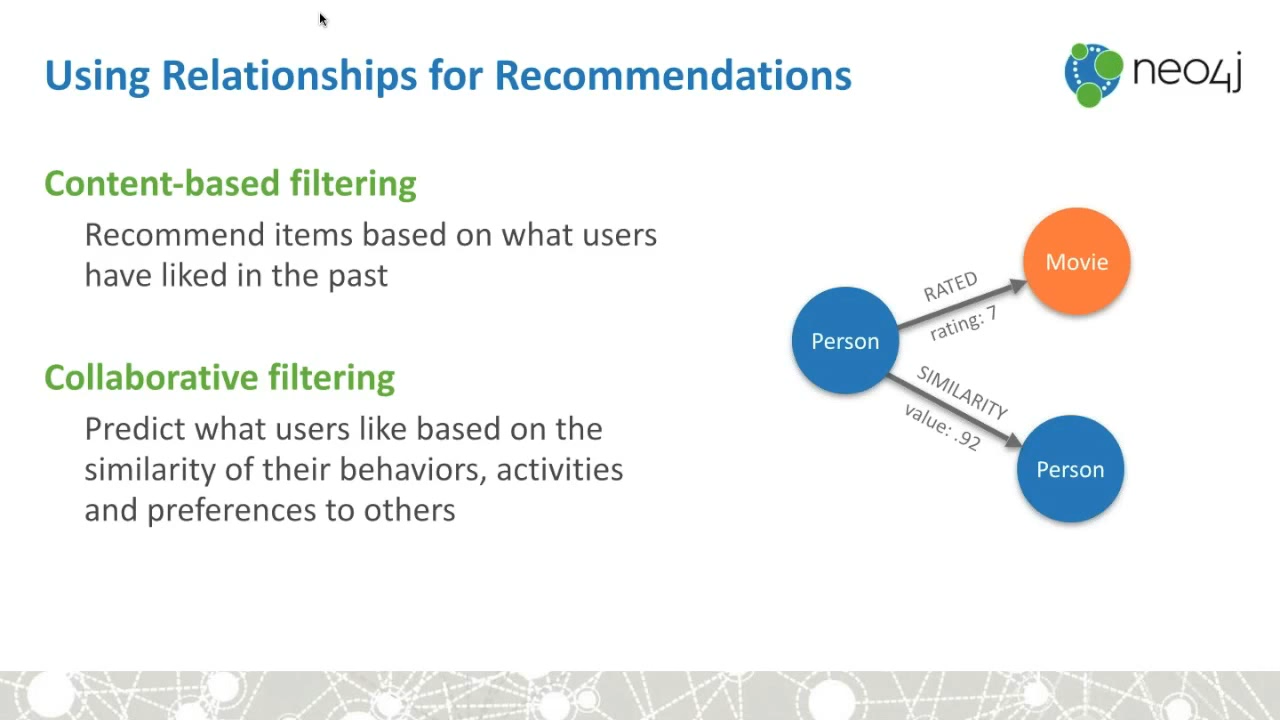 Using Relationships for Recommendations
neo4j
Content-based filtering
Recommend items based on what users
have liked in the past
Collaborative filtering
Predict what users like based on the
similarity of their behaviors, activities
and preferences to others
Movie
RATED
rating: 7
Person
SIMILARITY
value: .92
Person